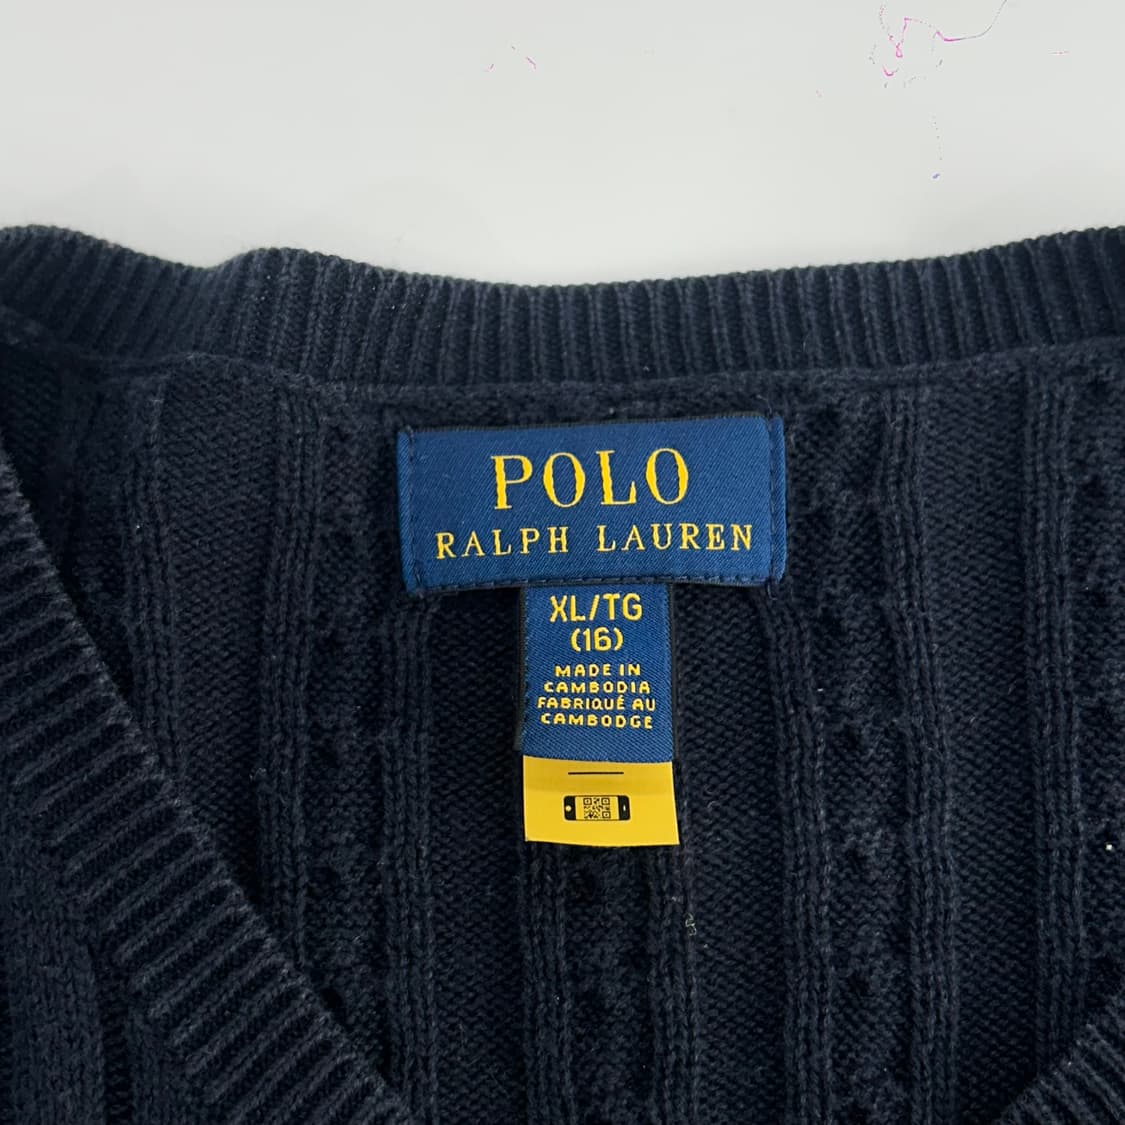 POLO
RALPH LAUREN
XL/TG
(16)
MADE IN
CAMBODIA
FABRIQUÉ AU
CAMBODGE